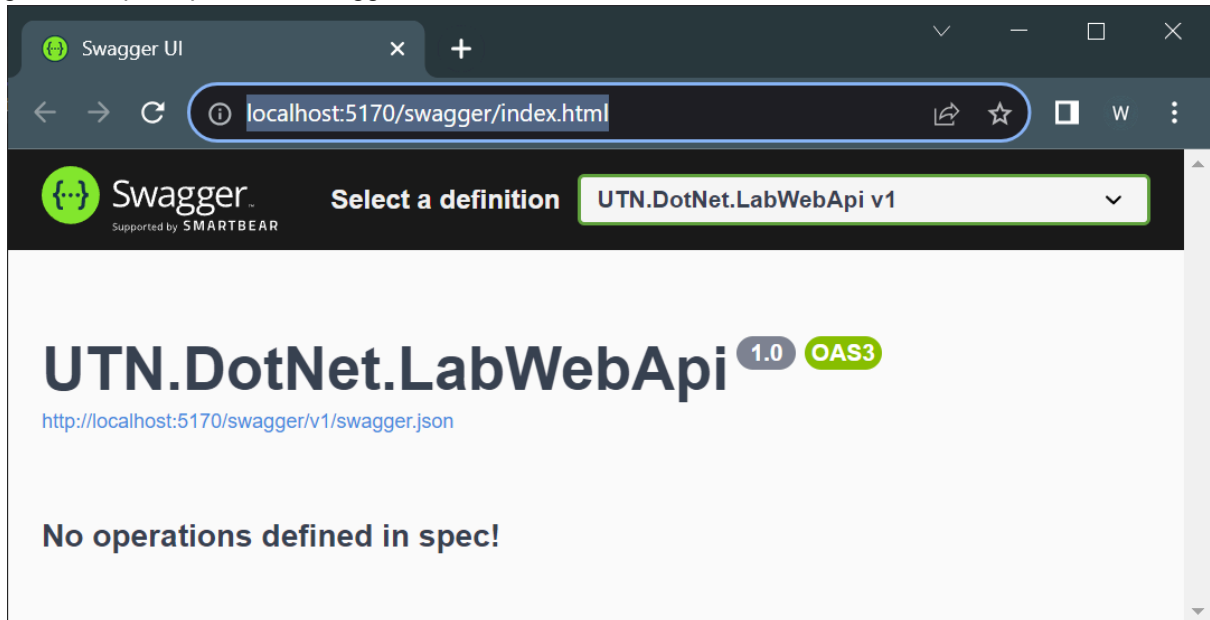 Swagger UI
localhost:5170/swagger/index.html
W
Swagger
Supported by SMARTBEAR
Select a definition
UTN.DotNet.LabWebApi v1
UTN.DotNet.LabWebApi 1.0 OAS3
http://localhost:5170/swagger/v1/swagger.json
No operations defined in spec!